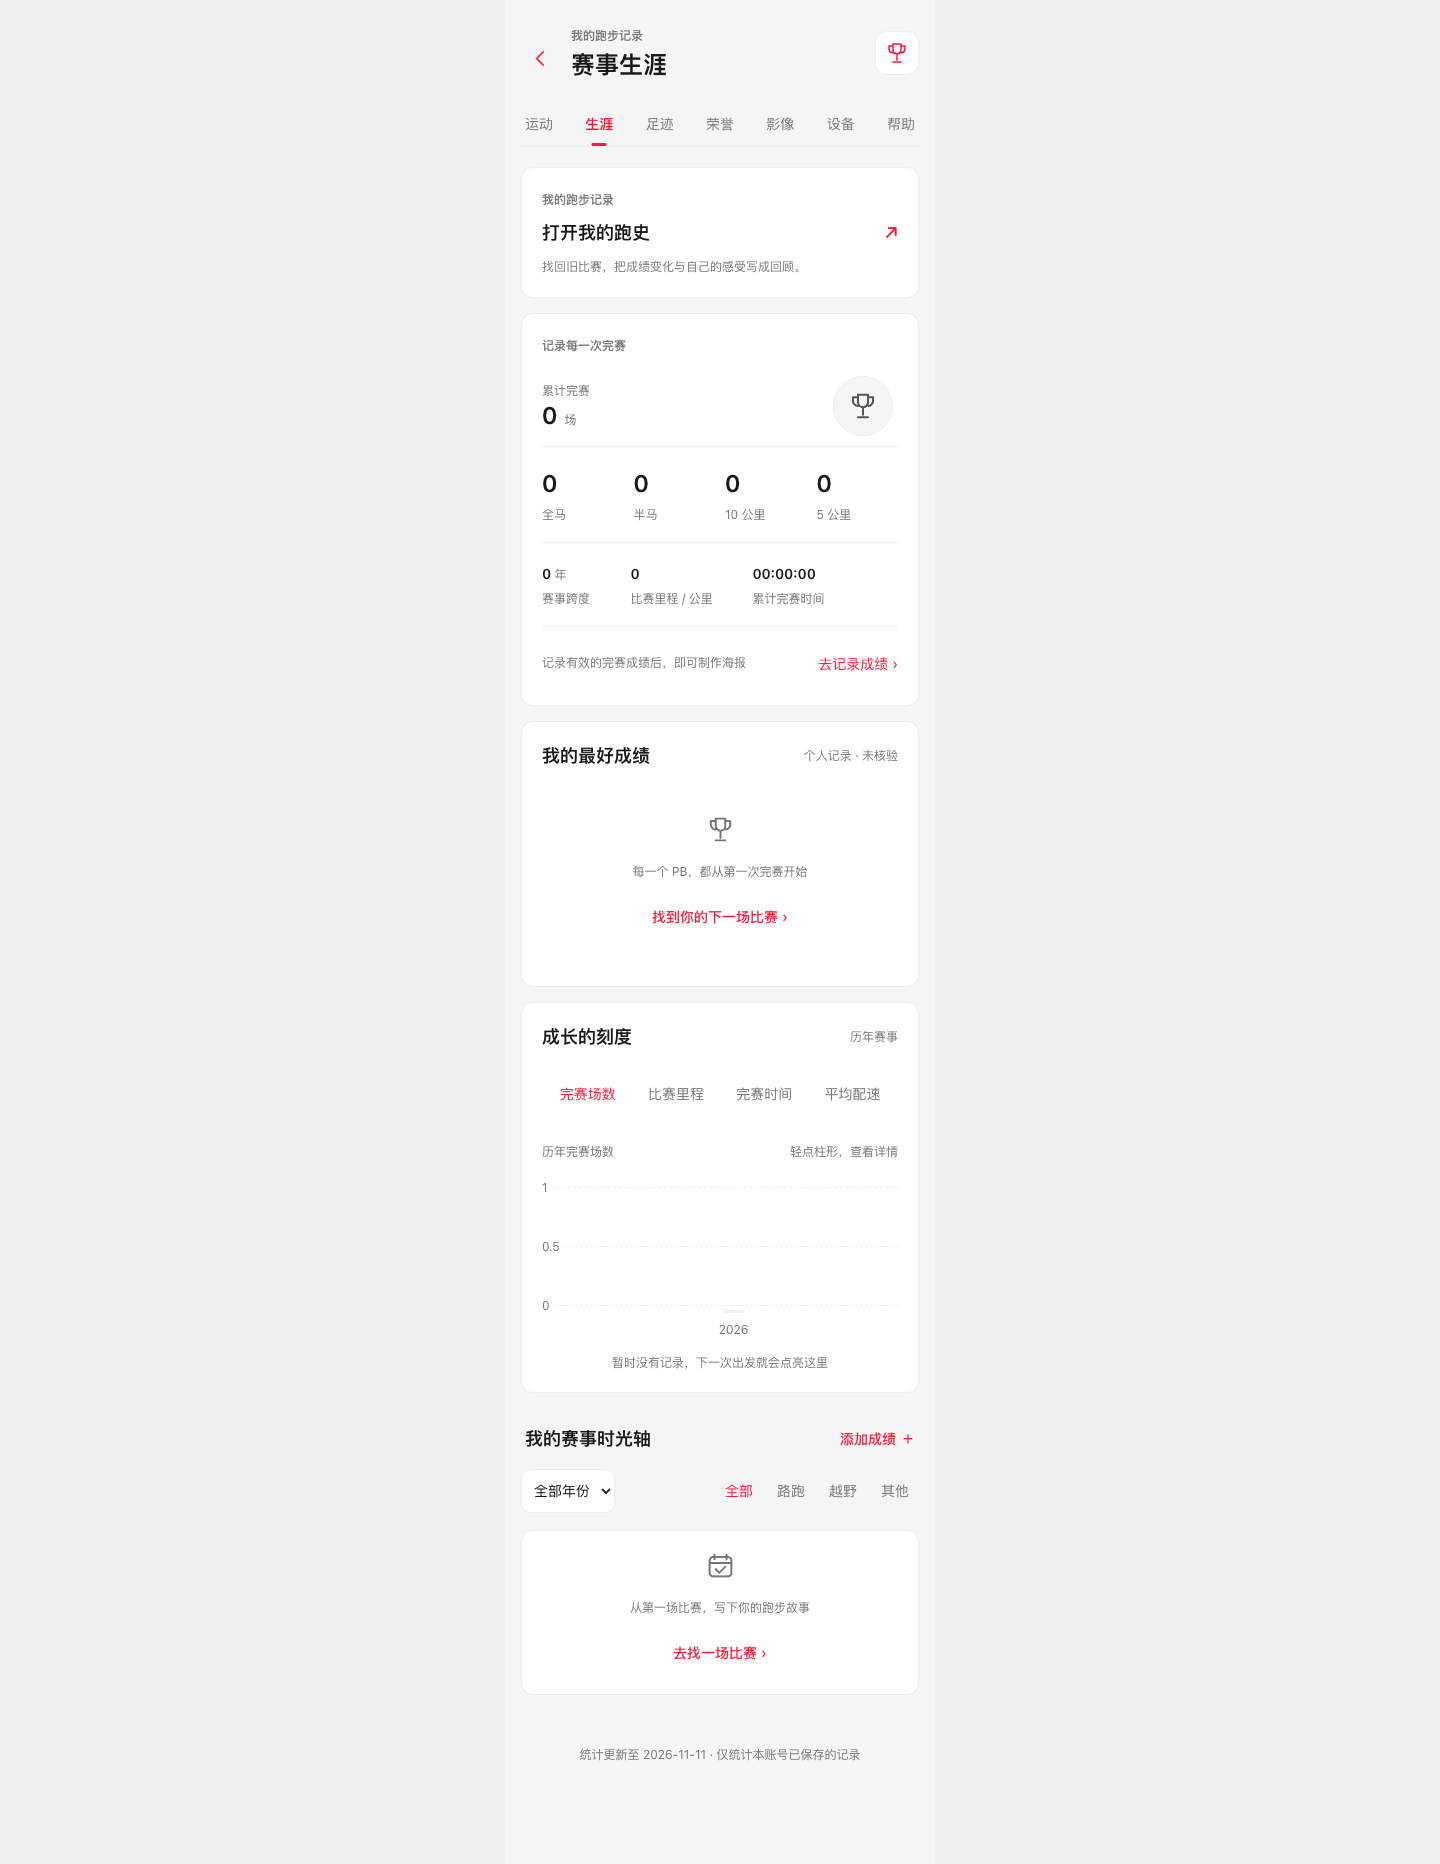 我的跑步记录
赛事生涯
运动 生涯 足迹 荣誉 影像 设备 帮助
我的跑步记录
打开我的跑史
找回旧比赛，把成绩变化与自己的感受写成回顾。
记录每一次完赛
累计完赛
0 场
0 0 0 0
全马 半马 10 公里 5 公里
0 年 0 00:00:00
赛事跨度 比赛里程 / 公里 累计完赛时间
记录有效的完赛成绩后，即可制作海报 去记录成绩 ›
我的最好成绩 个人记录 · 未核验
每一个 PB，都从第一次完赛开始
找到你的下一场比赛 ›
成长的刻度 历年赛事
完赛场数 比赛里程 完赛时间 平均配速
历年完赛场数 轻点柱形，查看详情
1
0.5
0
2026
暂时没有记录，下一次出发就会点亮这里
我的赛事时光轴 添加成绩 +
全部年份 全部 路跑 越野 其他
从第一场比赛，写下你的跑步故事
去找一场比赛 ›
统计更新至 2026-11-11 · 仅统计本账号已保存的记录